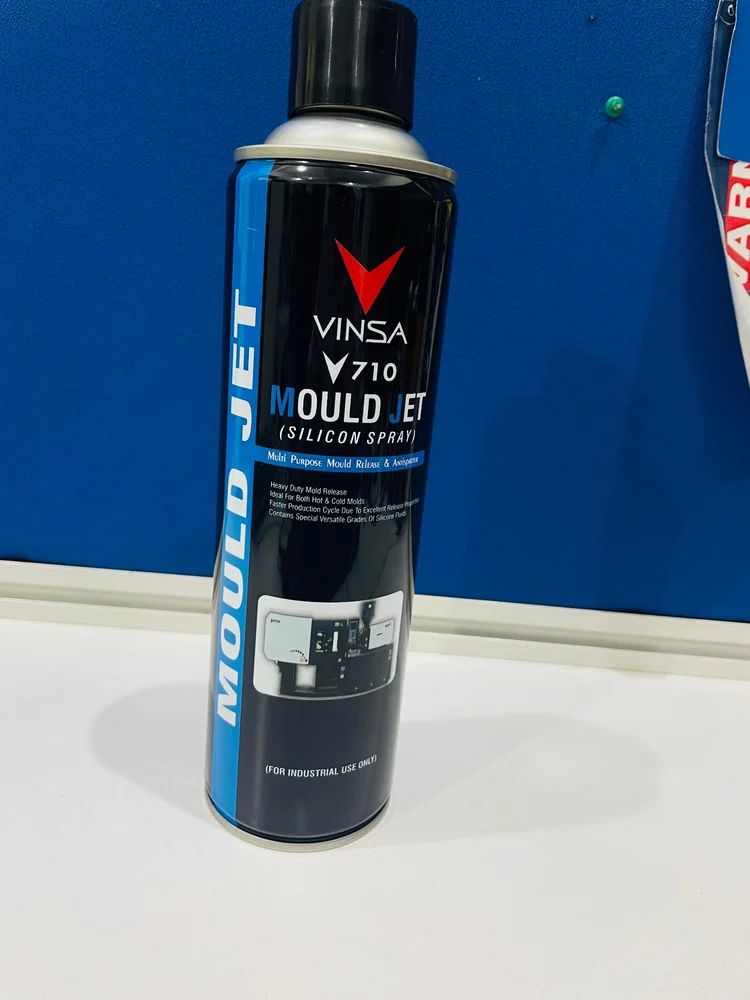 VINSA
710
MOULD JET
(SILICON SPRAY)
Multi Purpose Mould Release & Antispatter
Heavy Duty Mold Release
Ideal For Both Hot & Cold Molds
Faster Production Cycle Due To Excellent Release Properties
Contains Special Versatile Grades Of Silicone Fluids
(FOR INDUSTRIAL USE ONLY)
MOULD JET